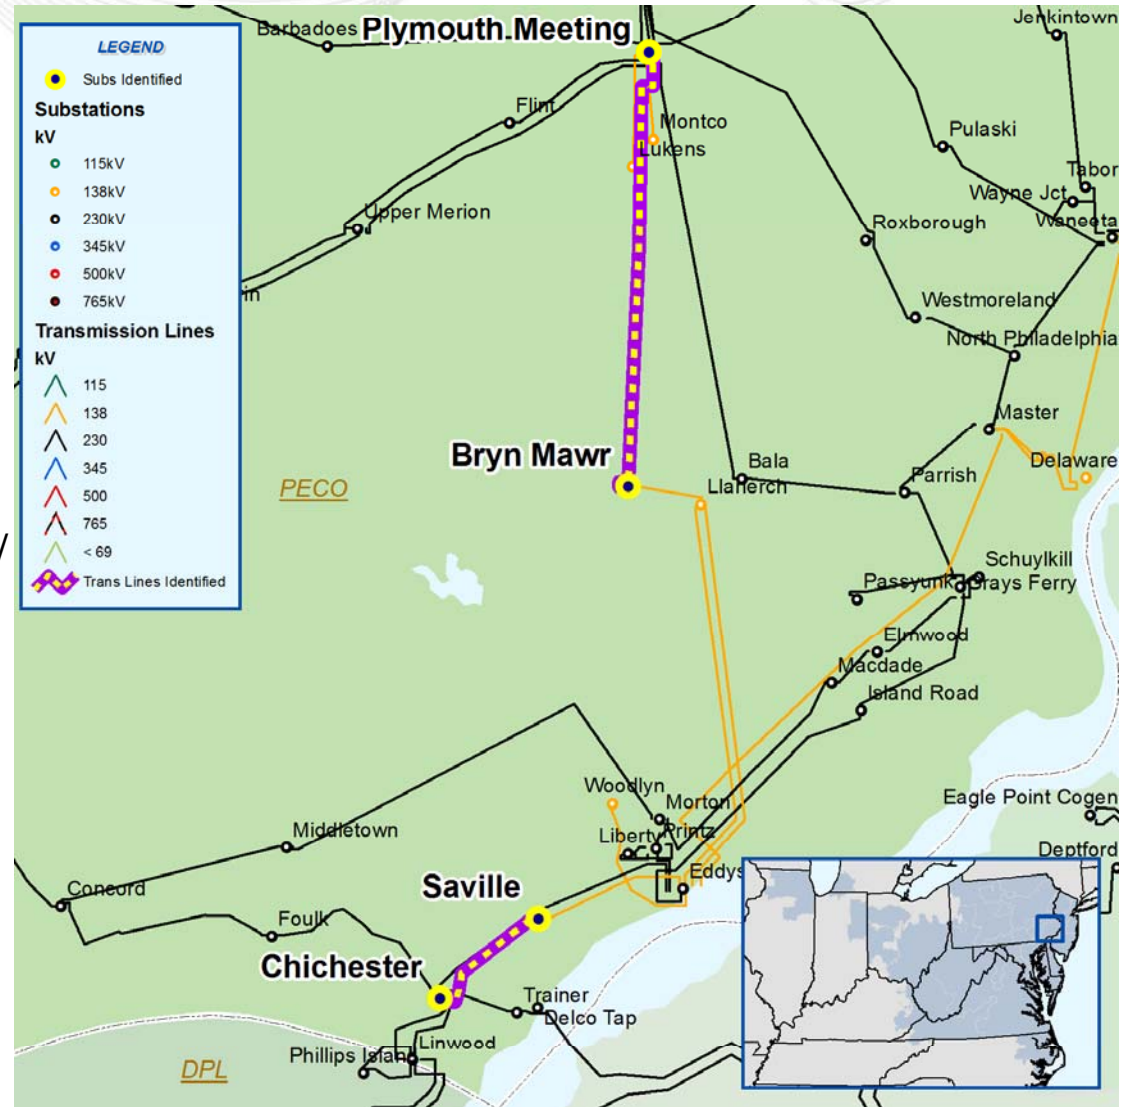 LEGEND
Subs Identified
Substations
kV
115kV
138kV
230kV
345kV
500kV
765kV
Transmission Lines
kV
115
138
230
345
500
765
< 69
Trans Lines Identified
Barbadoes
Plymouth Meeting
Jenkintown
Flint
Montco
Lukens
Pulaski
Tabor
Wayne Jct
Waneeta
Upper Merion
Roxborough
in
Westmoreland
North Philadelphia
Master
Bryn Mawr
Bala
Delaware
PECO
Llanerch
Parrish
Schuylkill
Passyunk
Grays Ferry
Elmwood
Macdade
Island Road
Woodlyn
Morton
Eagle Point Cogen
Middletown
Liberty
Printz
Deptford
Concord
Saville
Eddys
Foulk
Chichester
Trainer
Delco Tap
Linwood
Phillips Island
DPL